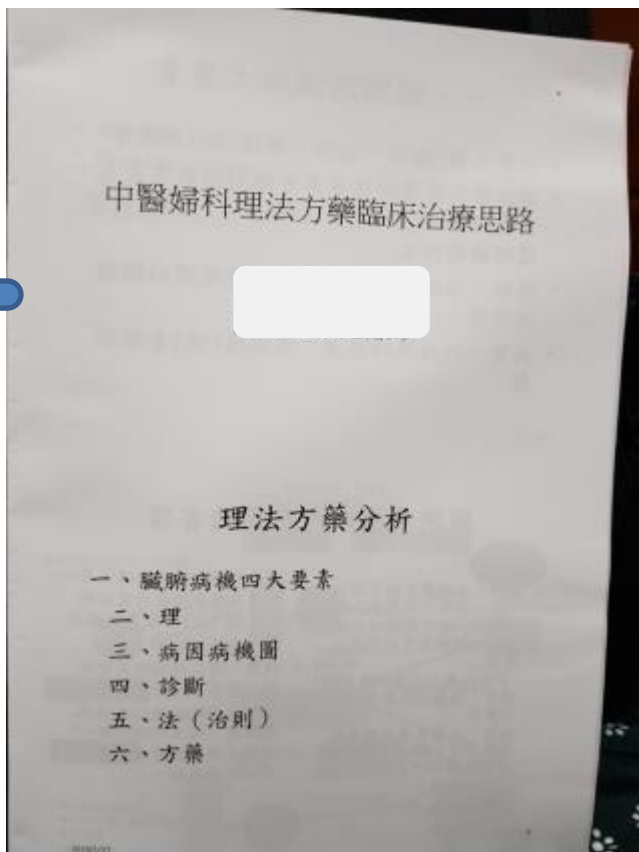 中醫婦科理法方藥臨床治療思路
理法方藥分析
一、臟腑病機四大要素
二、理
三、病因病機圖
四、診斷
五、法（治則）
六、方藥